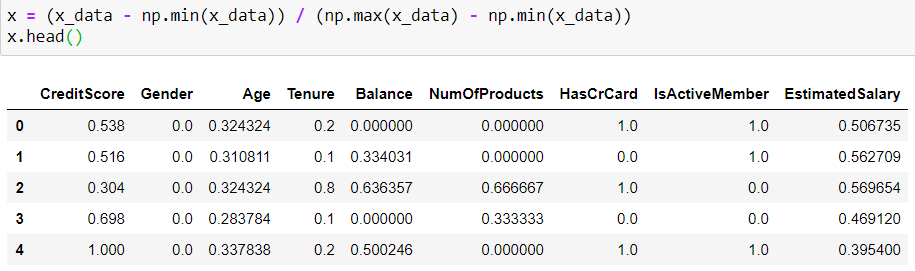 x = (x_data - np.min(x_data)) / (np.max(x_data) - np.min(x_data))
x.head()
CreditScore Gender Age Tenure Balance NumOfProducts HasCrCard IsActiveMember EstimatedSalary
0 0.538 0.0 0.324324 0.2 0.000000 0.000000 1.0 1.0 0.506735
1 0.516 0.0 0.310811 0.1 0.334031 0.000000 0.0 1.0 0.562709
2 0.304 0.0 0.324324 0.8 0.636357 0.666667 1.0 0.0 0.569654
3 0.698 0.0 0.283784 0.1 0.000000 0.333333 0.0 0.0 0.469120
4 1.000 0.0 0.337838 0.2 0.500246 0.000000 1.0 1.0 0.395400